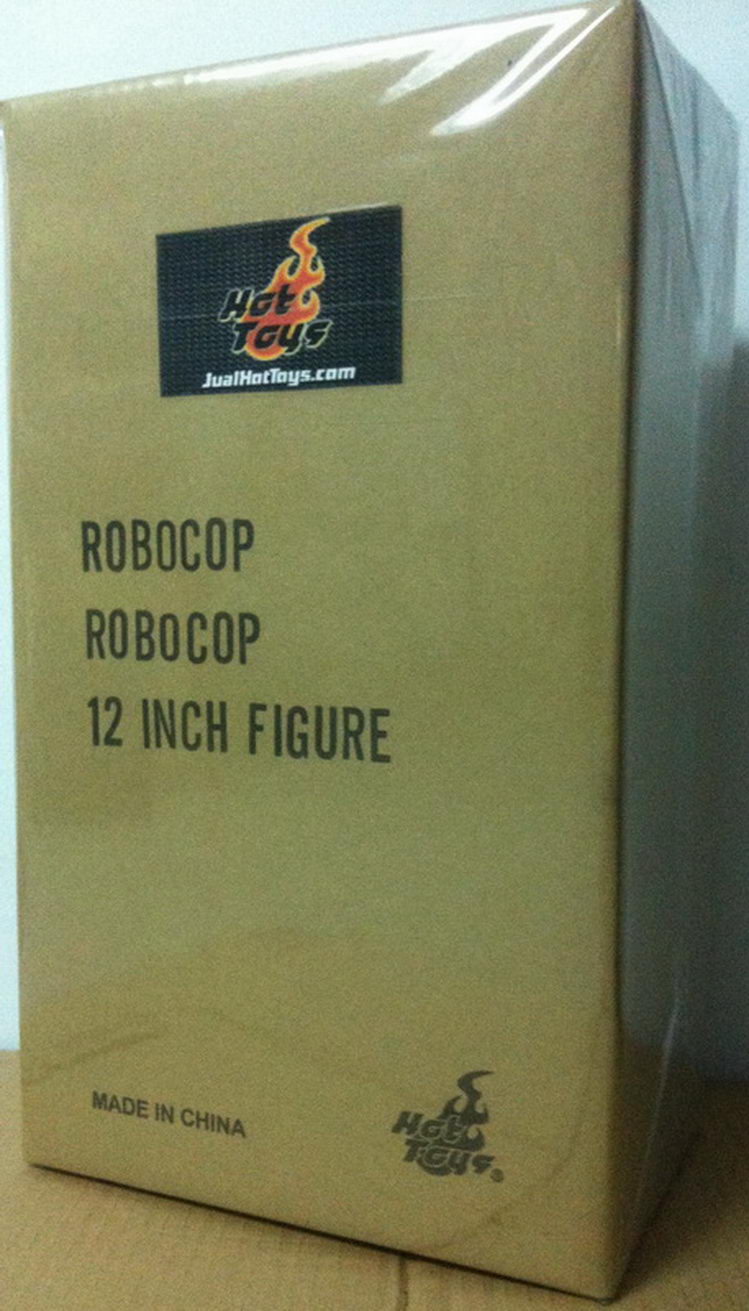 Hot
Toys
JualHotToys.com
ROBOCOP
ROBOCOP
12 INCH FIGURE
MADE IN CHINA
Hot
Toys®